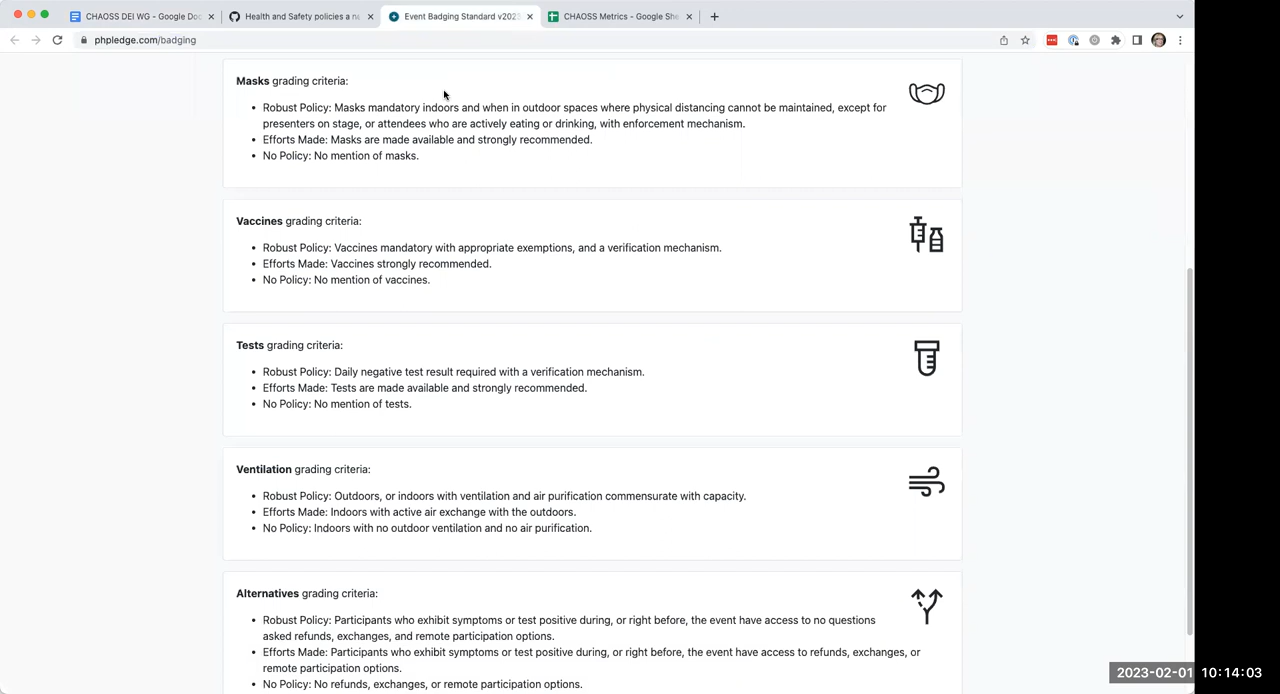 CHAOSS DEI WG - Google Doc
Health and Safety policies a n
Event Badging Standard v2023
CHAOSS Metrics - Google She
phpledge.com/badging
Masks grading criteria:
• Robust Policy: Masks mandatory indoors and when in outdoor spaces where physical distancing cannot be maintained, except for
presenters on stage, or attendees who are actively eating or drinking, with enforcement mechanism.
• Efforts Made: Masks are made available and strongly recommended.
• No Policy: No mention of masks.
Vaccines grading criteria:
• Robust Policy: Vaccines mandatory with appropriate exemptions, and a verification mechanism.
• Efforts Made: Vaccines strongly recommended.
• No Policy: No mention of vaccines.
Tests grading criteria:
• Robust Policy: Daily negative test result required with a verification mechanism.
• Efforts Made: Tests are made available and strongly recommended.
• No Policy: No mention of tests.
Ventilation grading criteria:
• Robust Policy: Outdoors, or indoors with ventilation and air purification commensurate with capacity.
• Efforts Made: Indoors with active air exchange with the outdoors.
• No Policy: Indoors with no outdoor ventilation and no air purification.
Alternatives grading criteria:
• Robust Policy: Participants who exhibit symptoms or test positive during, or right before, the event have access to no questions
asked refunds, exchanges, and remote participation options.
• Efforts Made: Participants who exhibit symptoms or test positive during, or right before, the event have access to refunds, exchanges, or
remote participation options.
• No Policy: No refunds, exchanges, or remote participation options.
2023-02-01 10:14:03